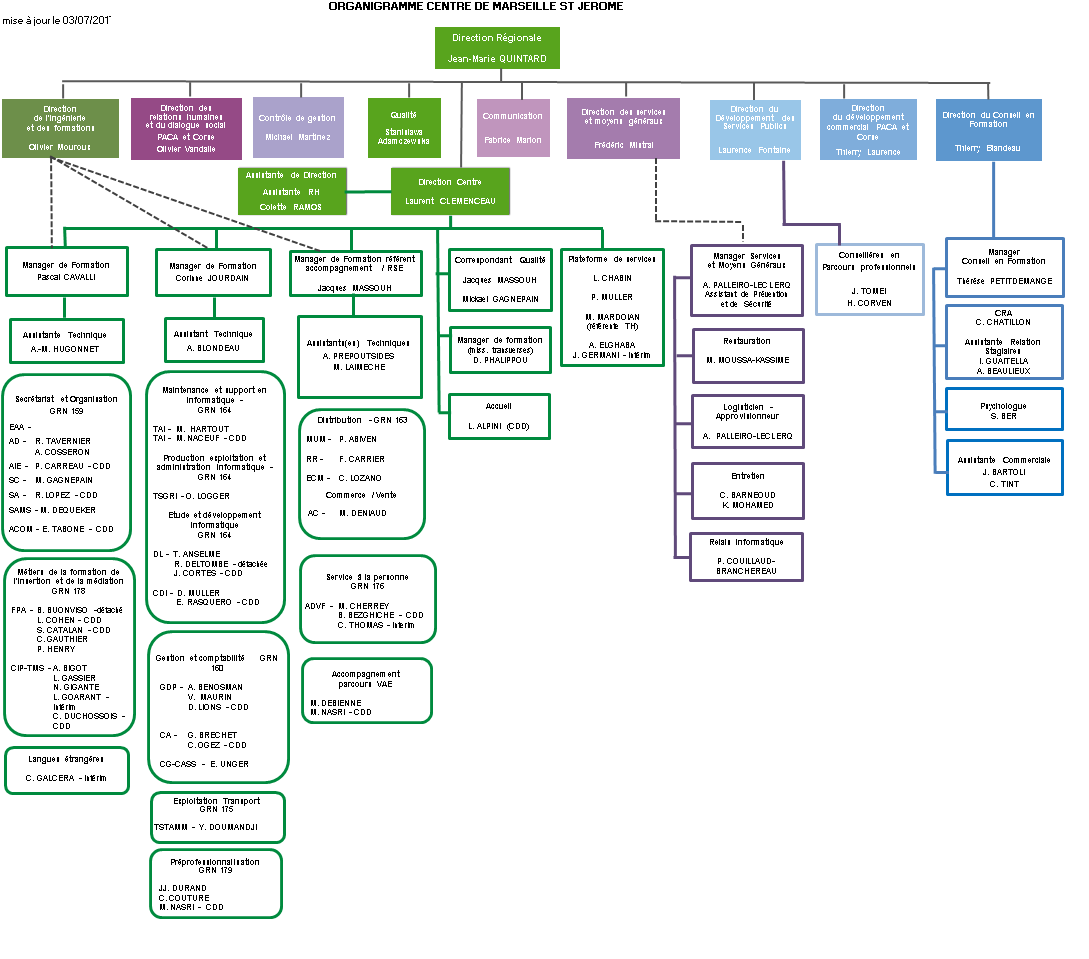 ORGANIGRAMME CENTRE DE MARSEILLE ST JEROME
mise à jour le 03/07/201
Direction Régionale
Jean-Marie QUINTARD
Direction
de l'ingénierie
et des formations
Olivier Mourous
Direction des
relations humaines
et du dialogue social
PACA et Corse
Olivier Vandalle
Contrôle de gestion
Michael Martinez
Qualité
Stanislawa
Adamczewska
Communication
Fabrice Marion
Direction des services
et moyens généraux
Frédéric Mistral
Direction du
Développement des
Services Publics
Laurence Fontaine
Direction
du développement
commercial PACA et
Corse
Thierry Laurence
Direction du Conseil en
Formation
Thierry Blandeau
Assistante de Direction
Assistante RH
Colette RAMOS
Direction Centre
Laurent CLEMENCEAU
Manager de Formation
Pascal CAVALLI
Assistante Technique
A.-M. HUGONNET
Secrétariat et Organisation
GRN 159
EAA –
AD – R. TAVERNIER
A. COSSERON
AIE – P. CARREAU – CDD
SC – M. GAGNEPAIN
SA – R. LOPEZ – CDD
SAMS – M. DEQUEKER
ACOM – E. TABONE – CDD
Métiers de la formation de
l'insertion et de la médiation
GRN 178
FPA – B. BUONVISO – détaché
L. COHEN – CDD
S. CATALAN – CDD
C. GAUTHIER
P. HENRY
CIP-TMS – A. BIGOT
L. GASSIER
N. GIGANTE
L. GOARANT –
Intérim
C. DUCHOSSOIS –
CDD
Langues étrangères
C. GALCERA – Intérim
Manager de Formation
Corinne JOURDAIN
Assistant Technique
A. BLONDEAU
Maintenance et support en
informatique –
GRN 164
TAI – M. HARTOUT
TAI – M. NACEUF – CDD
Production exploitation et
administration informatique –
GRN 164
TSGRI – O. LOGGER
Etude et développement
informatique
GRN 164
DL – T. ANSELME
R. DELTOMBE – détachée
J. CORTES – CDD
CDI – D. MULLER
E. RASQUERO – CDD
Gestion et comptabilité GRN
160
GDP – A. BENOSMAN
V. MAURIN
D. LIONS – CDD
CA – G. BRECHET
C. OGEZ – CDD
CG-CASS – E. UNGER
Exploitation Transport
GRN 175
TSTAMM – Y. DOUMANDJI
Préprofessionnalisation
GRN 179
JJ. DURAND
C. COUTURE
M. NASRI – CDD
Manager de Formation référent
accompagnement / RSE
Jacques MASSOUH
Assistant(es) Techniques
A. PREPOUTSIDES
M. LAIMECHE
Distribution – GRN 163
MUM – P. ABIVEN
RR – F. CARRIER
ECM – C. LOZANO
Commerce / Vente
AC – M. DENIAUD
Service à la personne
GRN 176
ADVF – M. CHERREY
B. BEZGHICHE – CDD
C. THOMAS – Intérim
Accompagnement
parcours VAE
M. DEBIENNE
M. NASRI – CDD
Correspondant Qualité
Jacques MASSOUH
Mickael GAGNEPAIN
Manager de formation
(miss. transverses)
D. PHALIPPOU
Accueil
L. ALPINI (CDD)
Plateforme de services
L. CHABIN
P. MULLER
M. MARDOIAN
(référente TH)
A. ELGHABA
J. GERMANI – Intérim
Manager Services
et Moyens Généraux
A. PALLEIRO-LECLERQ
Assistant de Prévention
et de Sécurité
Restauration
M. MOUSSA-KASSIME
Logisticien –
Approvisionneur
A. PALLEIRO-LECLERQ
Entretien
C. BARNEOUD
K. MOHAMED
Relais Informatique
P. COUILLAUD-
BRANCHEREAU
Conseillères en
Parcours professionnels
J. TOMEI
H. CORVEN
Manager
Conseil en Formation
Thérèse PETITDEMANGE
CRA
C. CHATILLON
Assistante Relation
Stagiaires
I. GUAITELLA
A. BEAULIEUX
Psychologue
S. BER
Assistante Commerciale
J. BARTOLI
C. TINT